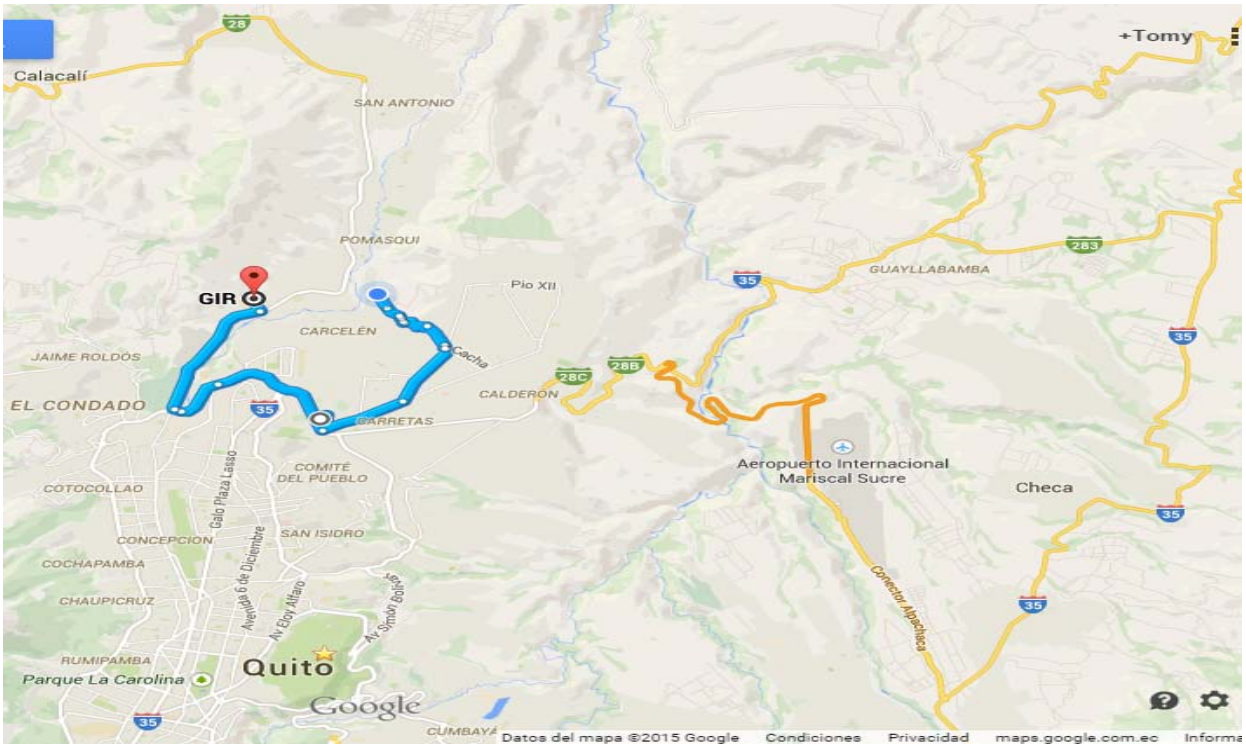 28
+Tomy
Calacalí
SAN ANTONIO
POMASQUI
283
GUAYLLABAMBA
35
Pio XII
GIR
CARCELÉN
35
JAIME ROLDÓS
Cacha
28B
28C
CALDERÓN
EL CONDADO
35
CARRETAS
Aeropuerto Internacional
Mariscal Sucre
COMITÉ
DEL PUEBLO
COTOCOLLAO
Galo Plaza Lasso
Checa
35
CONCEPCION
SAN ISIDRO
COCHAPAMBA
Avenida 6 de Diciembre
CHAUPICRUZ
Av Eloy Alfaro
Av Simón Bolívar
Conector Alpachaca
35
RUMIPAMBA
Quito
Parque La Carolina
Google
35
CUMBAYÁ
Datos del mapa ©2015 Google Condiciones Privacidad maps.google.com.ec Informa